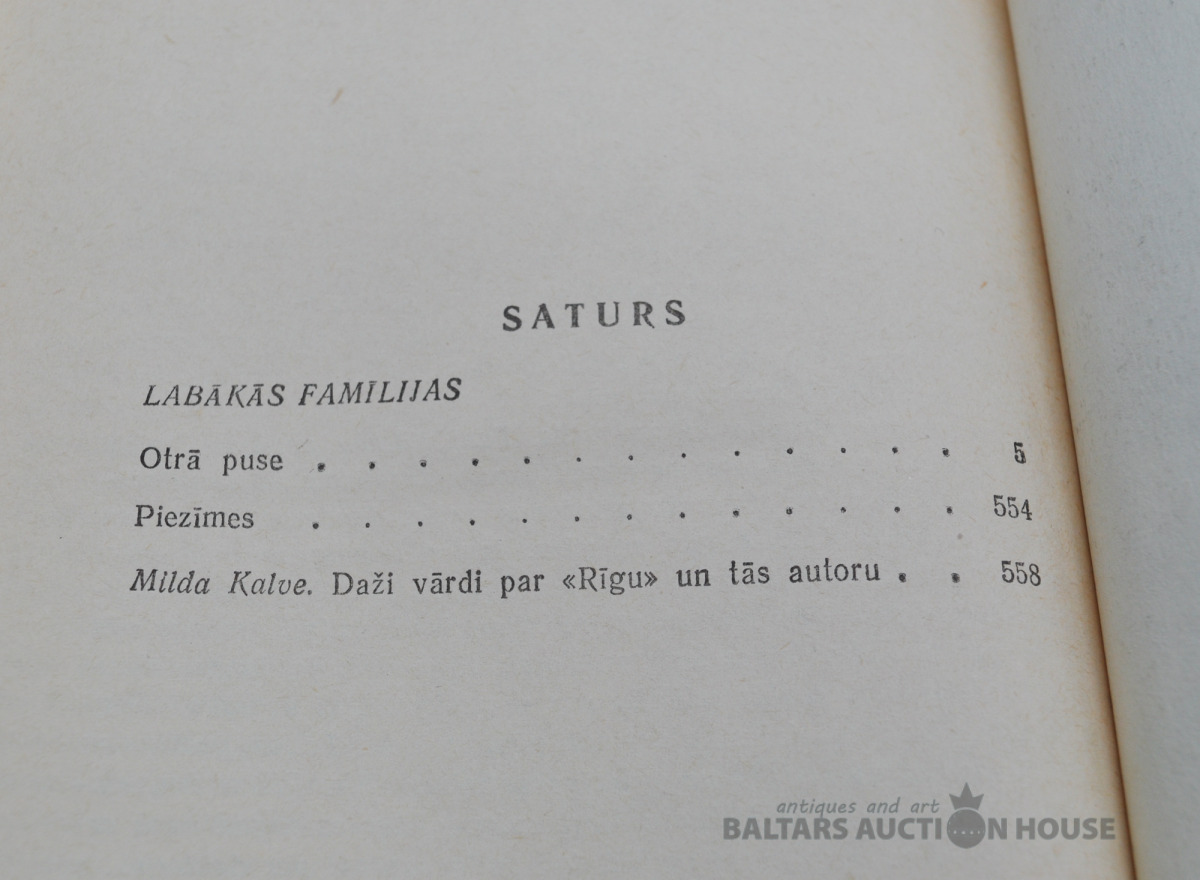 SATURS
LABĀKĀS FAMĪLIJAS
Otrā puse . . . . . . . . . . . . . 5
Piezīmes . . . . . . . . . . . . . 554
Milda Kalve. Daži vārdi par «Rīgu» un tās autoru . . 558
antiques and art
BALTARS AUCTION HOUSE